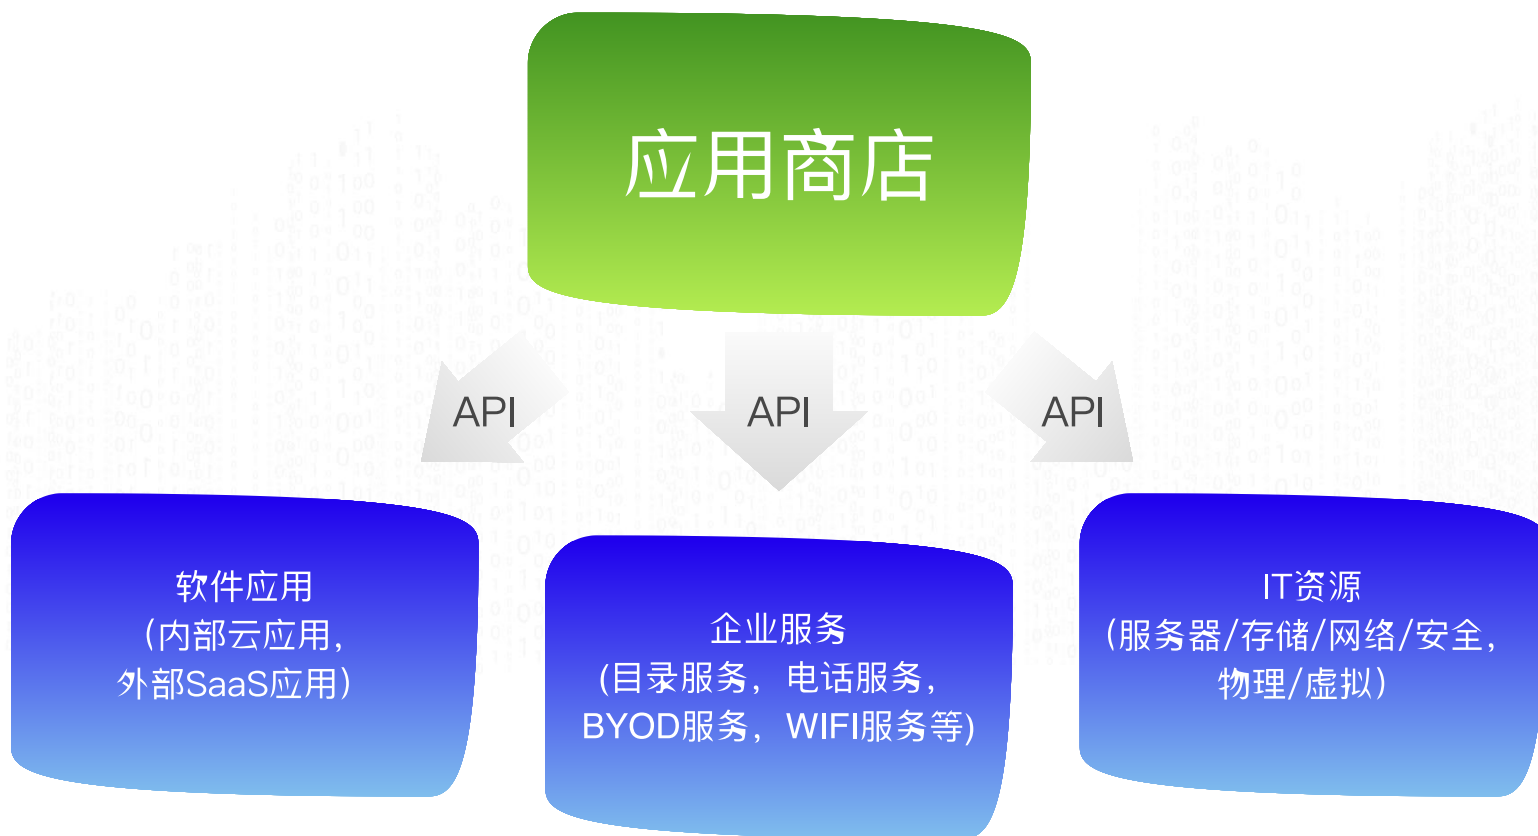 应用商店
API
API
API
软件应用
（内部云应用，
外部SaaS应用）
企业服务
(目录服务，电话服务，
BYOD服务，WIFI服务等)
IT资源
（服务器/存储/网络/安全，
物理/虚拟）